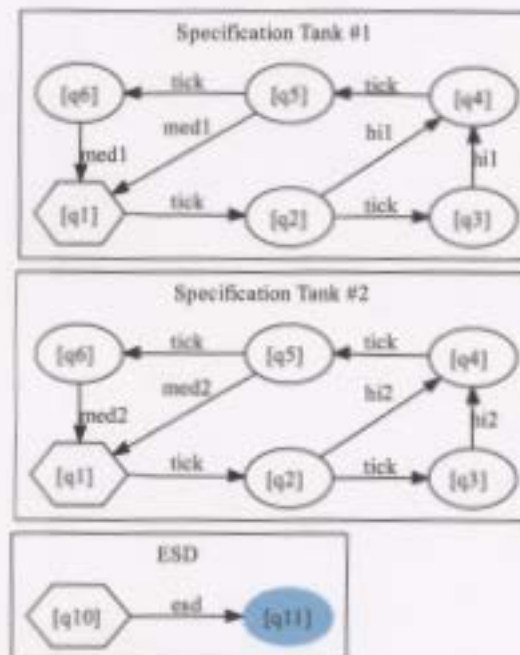 Specification Tank #1
[q6] tick [q5] tick [q4]
med1 med1 hi1 hi1
[q1] tick [q2] tick [q3]
Specification Tank #2
[q6] tick [q5] tick [q4]
med2 med2 hi2 hi2
[q1] tick [q2] tick [q3]
ESD
[q10] esd [q11]